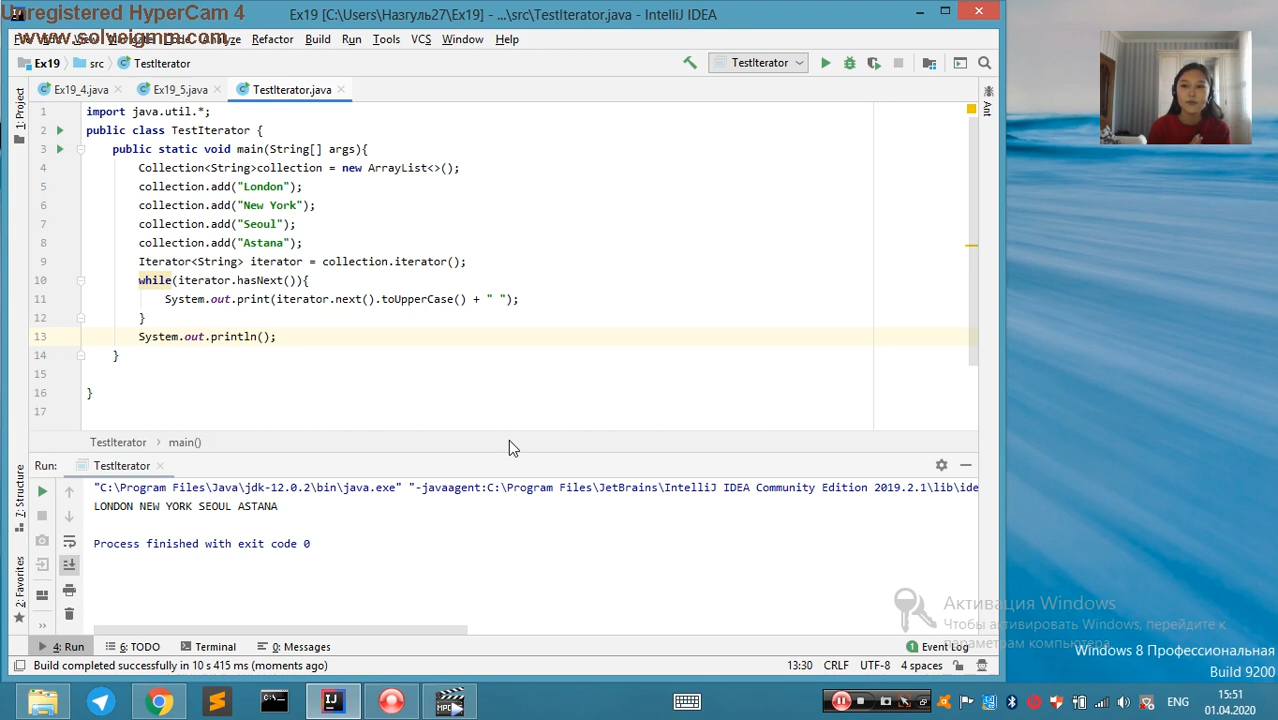 Unregistered HyperCam 4
www.solveigmm.com
Ex19 [C:\Users\Назгуль27\Ex19] - ...\src\TestIterator.java - IntelliJ IDEA
Analyze Refactor Build Run Tools VCS Window Help
Ex19 src TestIterator
TestIterator
Ex19_4.java Ex19_5.java TestIterator.java
1: Project
Ant
1 import java.util.*;
2 public class TestIterator {
3 public static void main(String[] args){
4 Collection<String>collection = new ArrayList<>();
5 collection.add("London");
6 collection.add("New York");
7 collection.add("Seoul");
8 collection.add("Astana");
9 Iterator<String> iterator = collection.iterator();
10 while(iterator.hasNext()){
11 System.out.print(iterator.next().toUpperCase() + " ");
12 }
13 System.out.println();
14 }
15
16 }
17
TestIterator › main()
Run: TestIterator
7: Structure
2: Favorites
"C:\Program Files\Java\jdk-12.0.2\bin\java.exe" "-javaagent:C:\Program Files\JetBrains\IntelliJ IDEA Community Edition 2019.2.1\lib\ide
LONDON NEW YORK SEOUL ASTANA
Process finished with exit code 0
Активация Windows
Чтобы активировать Windows, перейдите к
параметрам компьютера.
4: Run 6: TODO Terminal 0: Messages 1 Event Log
Build completed successfully in 10 s 415 ms (moments ago)
13:30 CRLF UTF-8 4 spaces
Windows 8 Профессиональная
Build 9200
ENG
15:51
01.04.2020